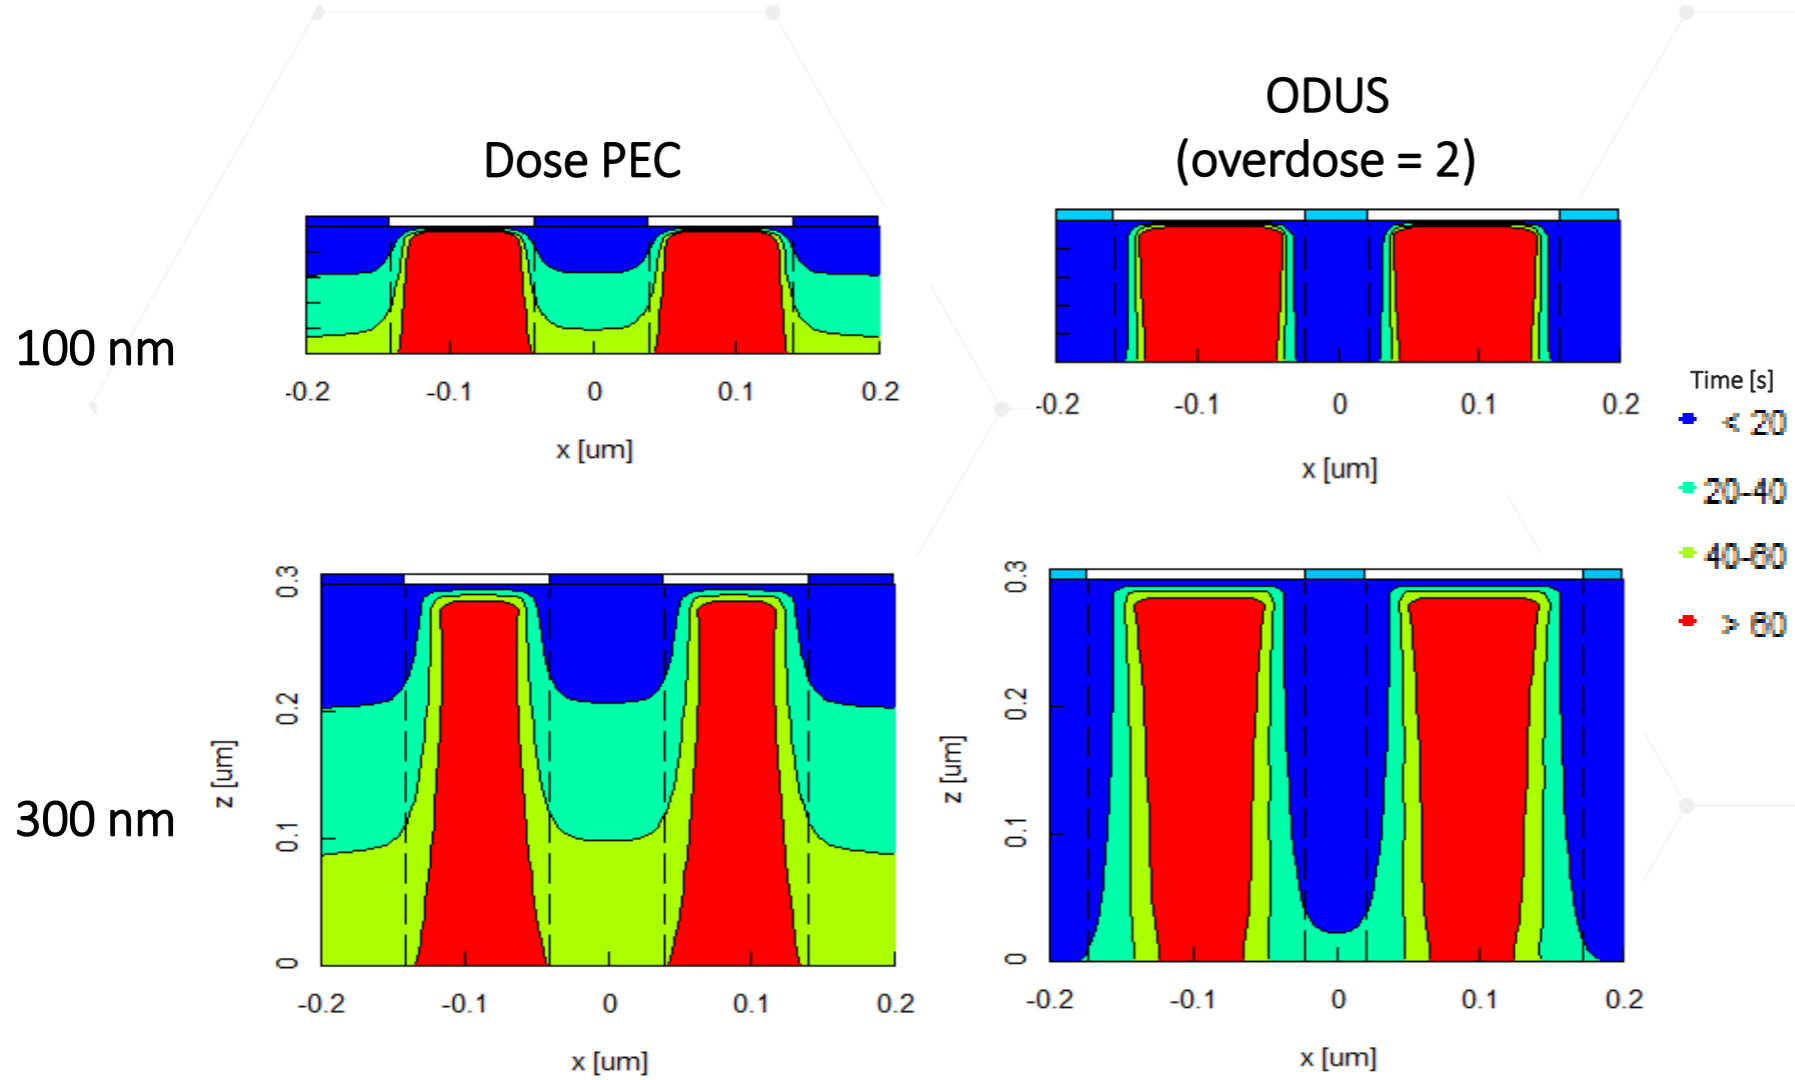 ODUS
Dose PEC
(overdose = 2)
100 nm
-0.2 -0.1 0 0.1 0.2
x [um]
-0.2 -0.1 0 0.1 0.2
x [um]
Time [s]
< 20
20-40
40-60
> 60
300 nm
z [um]
0.3
0.2
0.1
0
-0.2 -0.1 0 0.1 0.2
x [um]
z [um]
0.3
0.2
0.1
0
-0.2 -0.1 0 0.1 0.2
x [um]